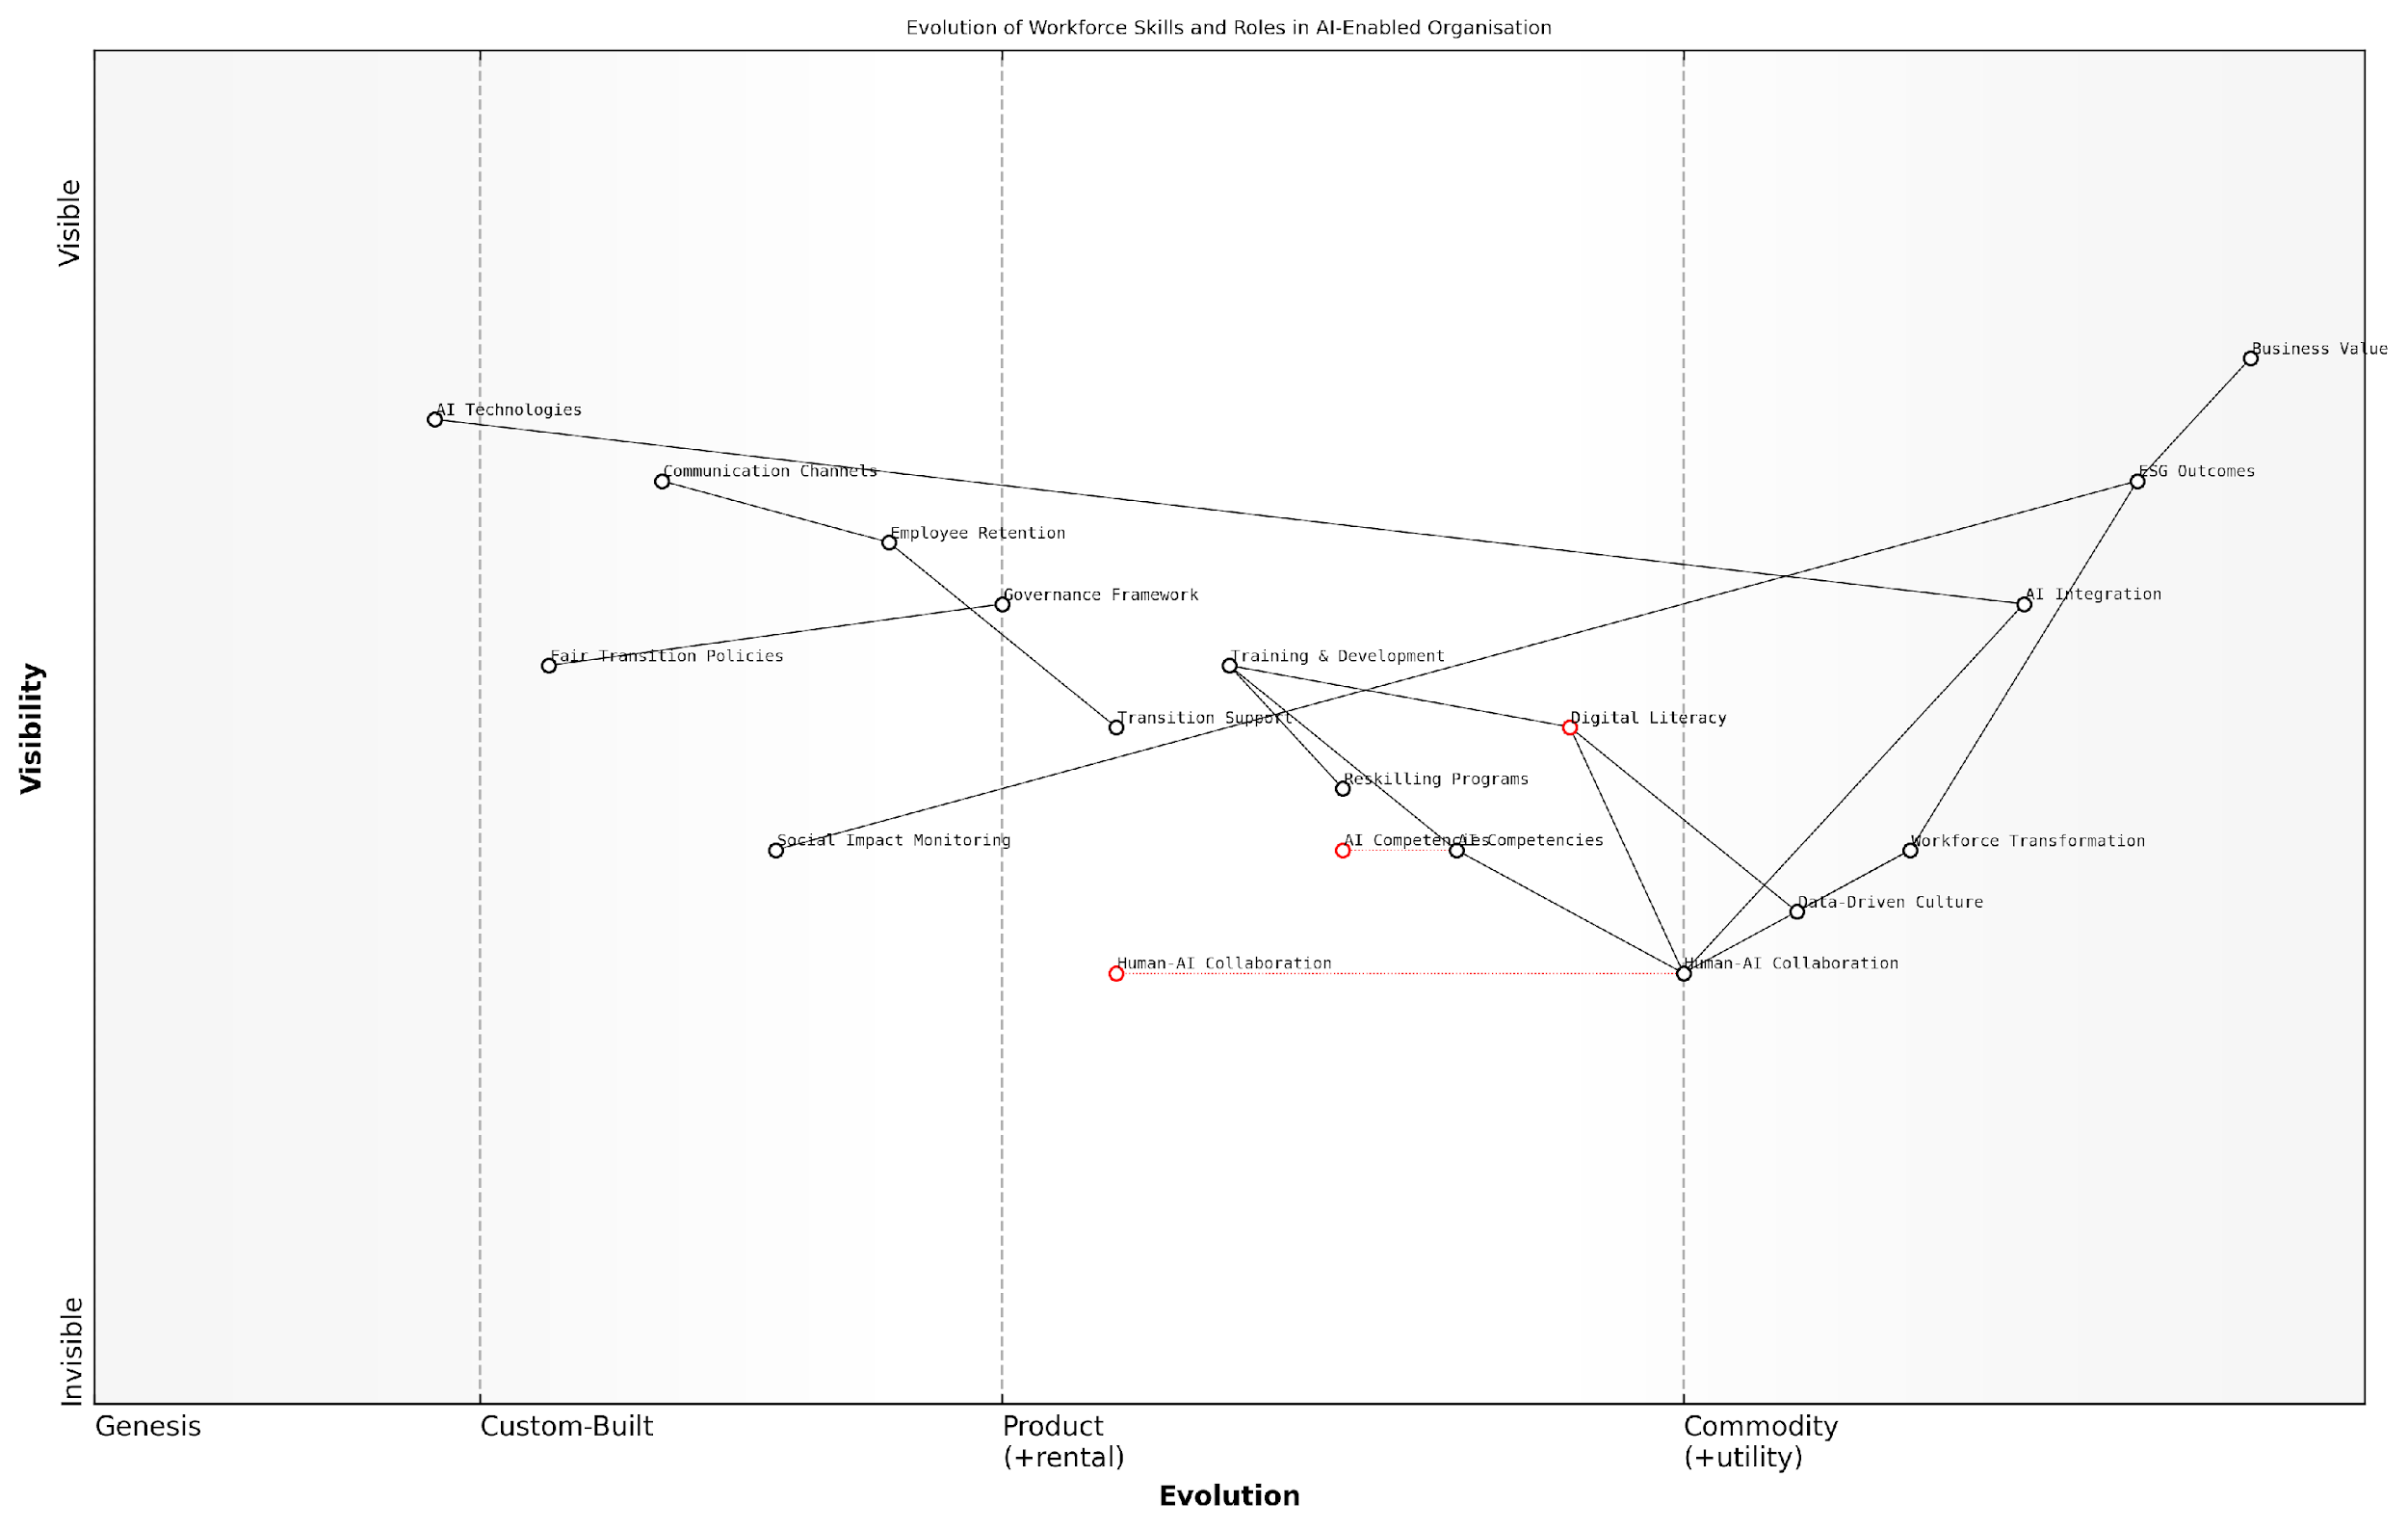 Evolution of Workforce Skills and Roles in AI-Enabled Organisation
Visible
Business Value
AI Technologies
Communication Channels
ESG Outcomes
Employee Retention
Governance Framework
AI Integration
Fair Transition Policies
Training & Development
Transition Support
Digital Literacy
Visibility
Reskilling Programs
Social Impact Monitoring
AI Competencies
AI Competencies
Workforce Transformation
Data-Driven Culture
Human-AI Collaboration
Human-AI Collaboration
Invisible
Genesis
Custom-Built
Product
(+rental)
Commodity
(+utility)
Evolution